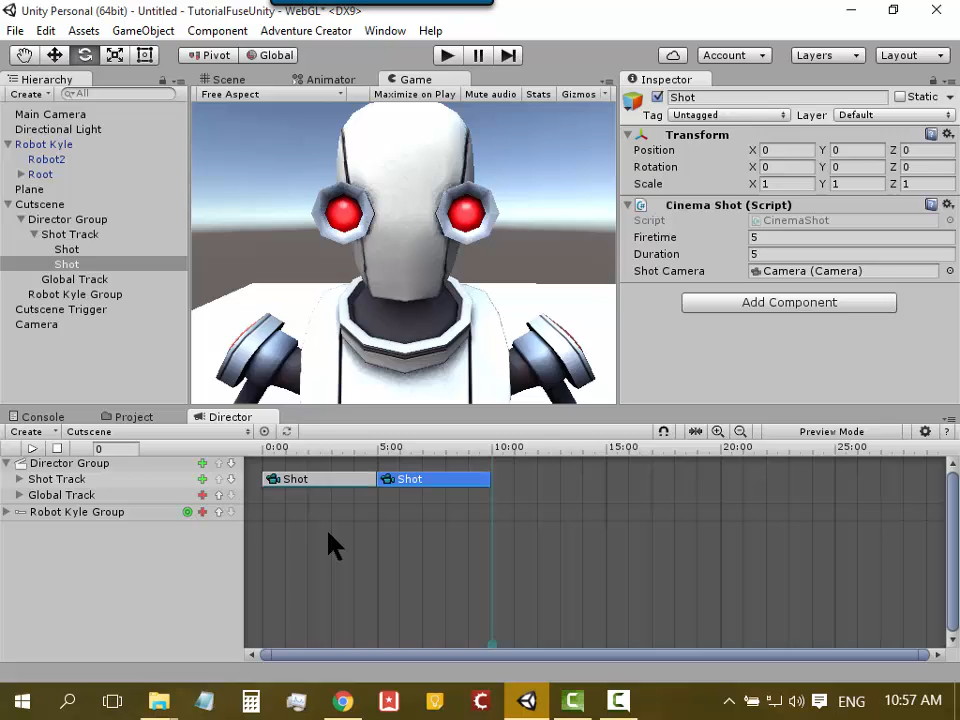 Unity Personal (64bit) - Untitled - TutorialFuseUnity - WebGL* <DX9>
File Edit Assets GameObject Component Adventure Creator Window Help
Pivot Global Account Layers Layout
Hierarchy Scene Animator Game Inspector
Create All Free Aspect Maximize on Play Mute audio Stats Gizmos Shot Static
Tag Untagged Layer Default
Main Camera
Directional Light
Robot Kyle
Robot2
Root
Plane
Cutscene
Director Group
Shot Track
Shot
Shot
Global Track
Robot Kyle Group
Cutscene Trigger
Camera
Transform
Position X 0 Y 0 Z 0
Rotation X 0 Y 0 Z 0
Scale X 1 Y 1 Z 1
Cinema Shot (Script)
Script CinemaShot
Firetime 5
Duration 5
Shot Camera Camera (Camera)
Add Component
Console Project Director
Create Cutscene Preview Mode ?
0 0:00 5:00 10:00 15:00 20:00 25:00
Director Group
Shot Track Shot Shot
Global Track
Robot Kyle Group
ENG 10:57 AM